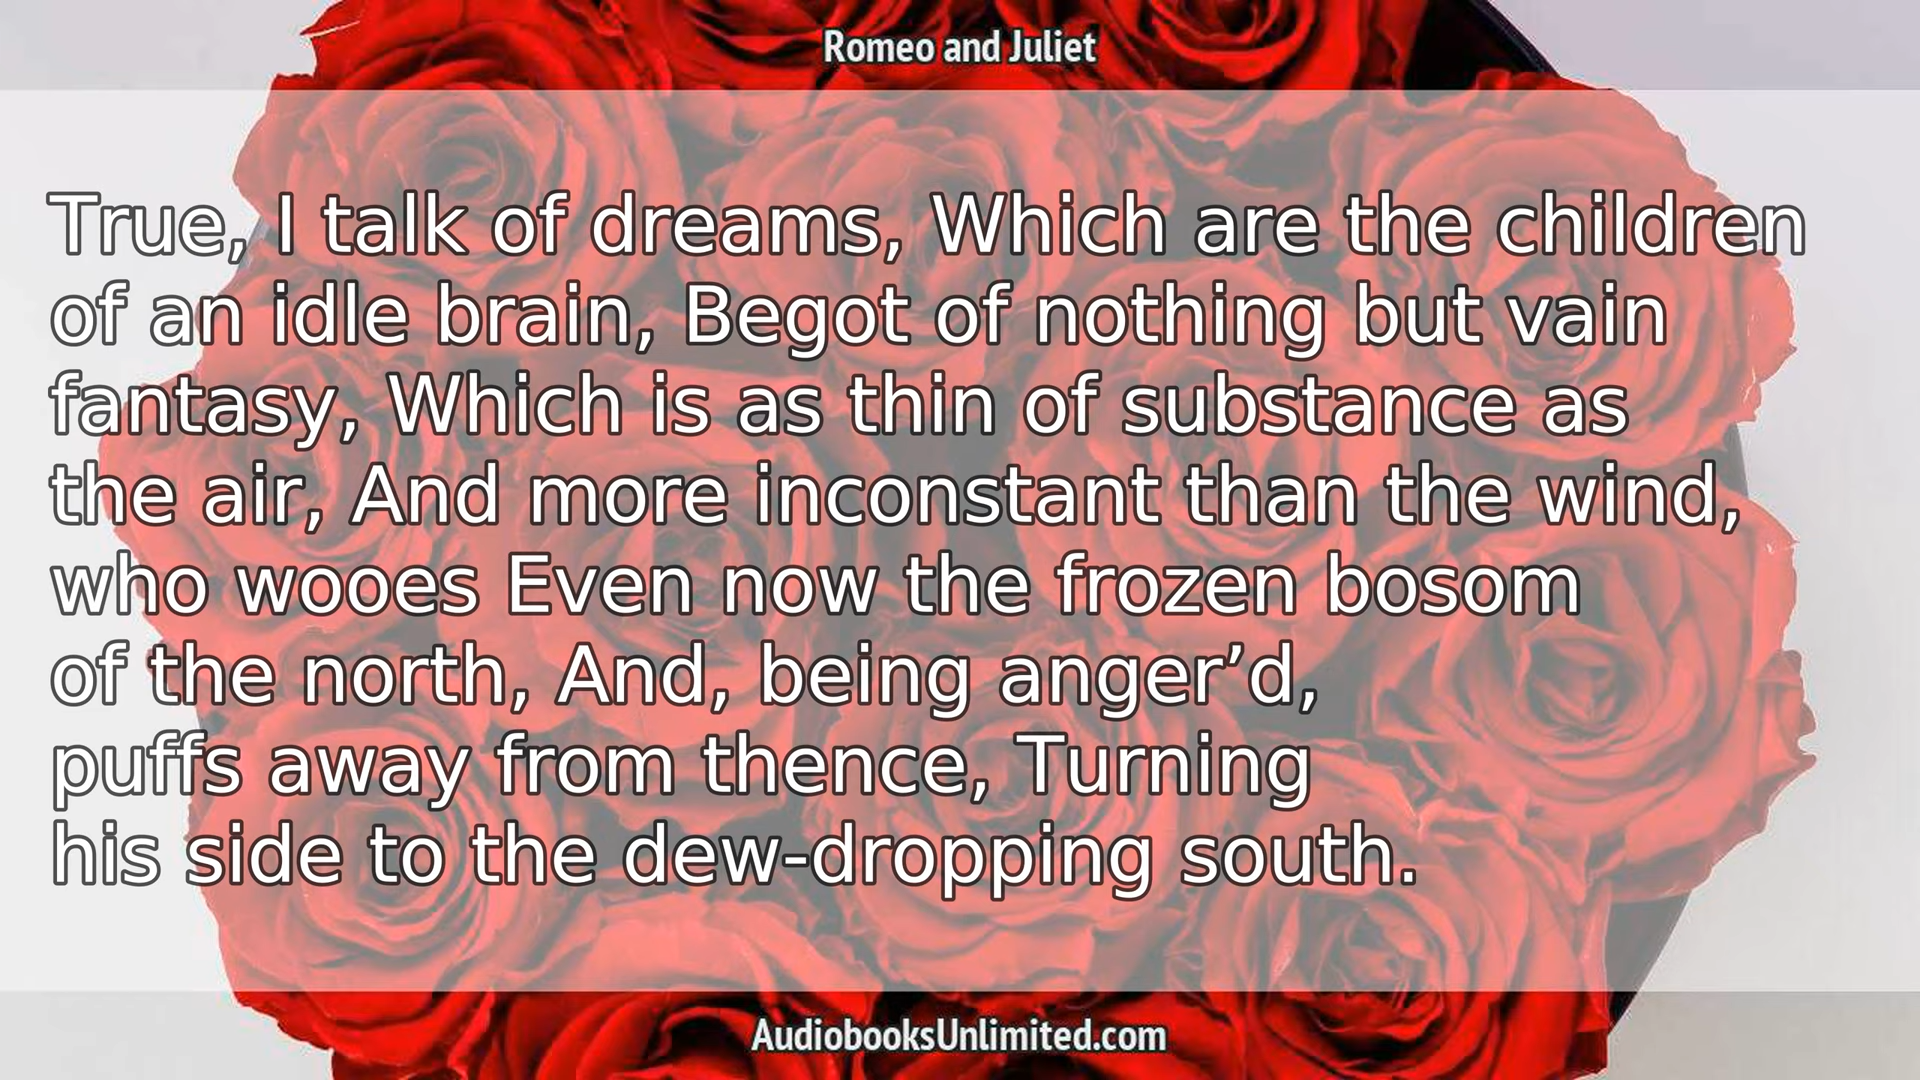 Romeo and Juliet
True, I talk of dreams, Which are the children
of an idle brain, Begot of nothing but vain
fantasy, Which is as thin of substance as
the air, And more inconstant than the wind,
who wooes Even now the frozen bosom
of the north, And, being anger’d,
puffs away from thence, Turning
his side to the dew-dropping south.
AudiobooksUnlimited.com